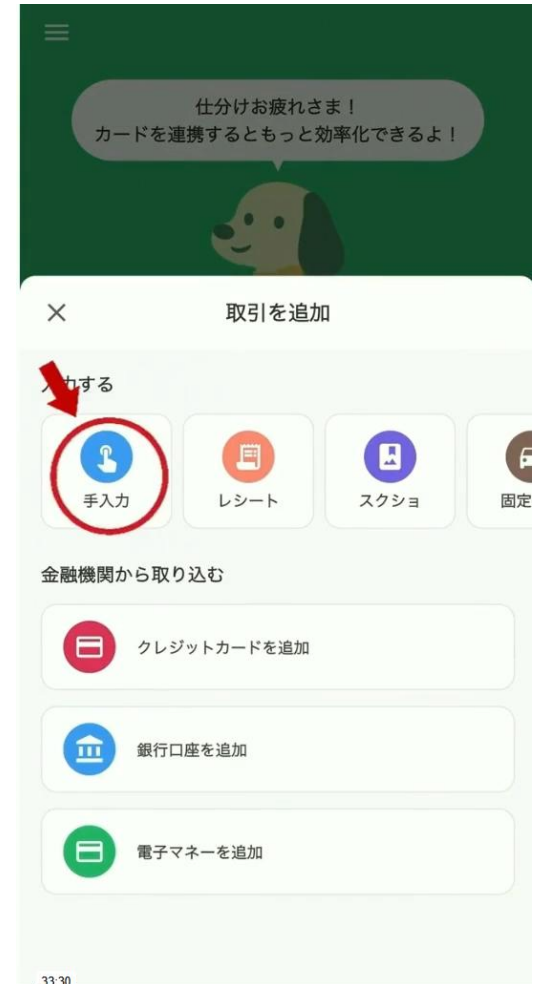 仕分けお疲れさま！
カードを連携するともっと効率化できるよ！
取引を追加
入力する
手入力
レシート
スクショ
固定
金融機関から取り込む
クレジットカードを追加
銀行口座を追加
電子マネーを追加
33:30